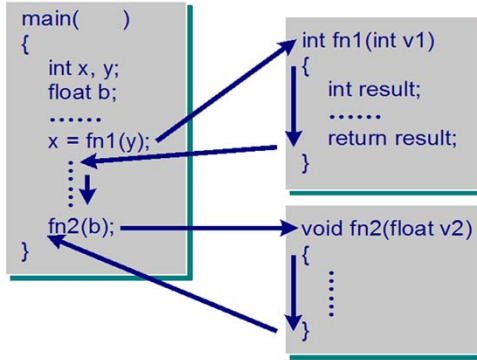 main(      )
{
int x, y;
float b;
......
x = fn1(y);
fn2(b);
}
int fn1(int v1)
{
int result;
......
return result;
}
void fn2(float v2)
{
}